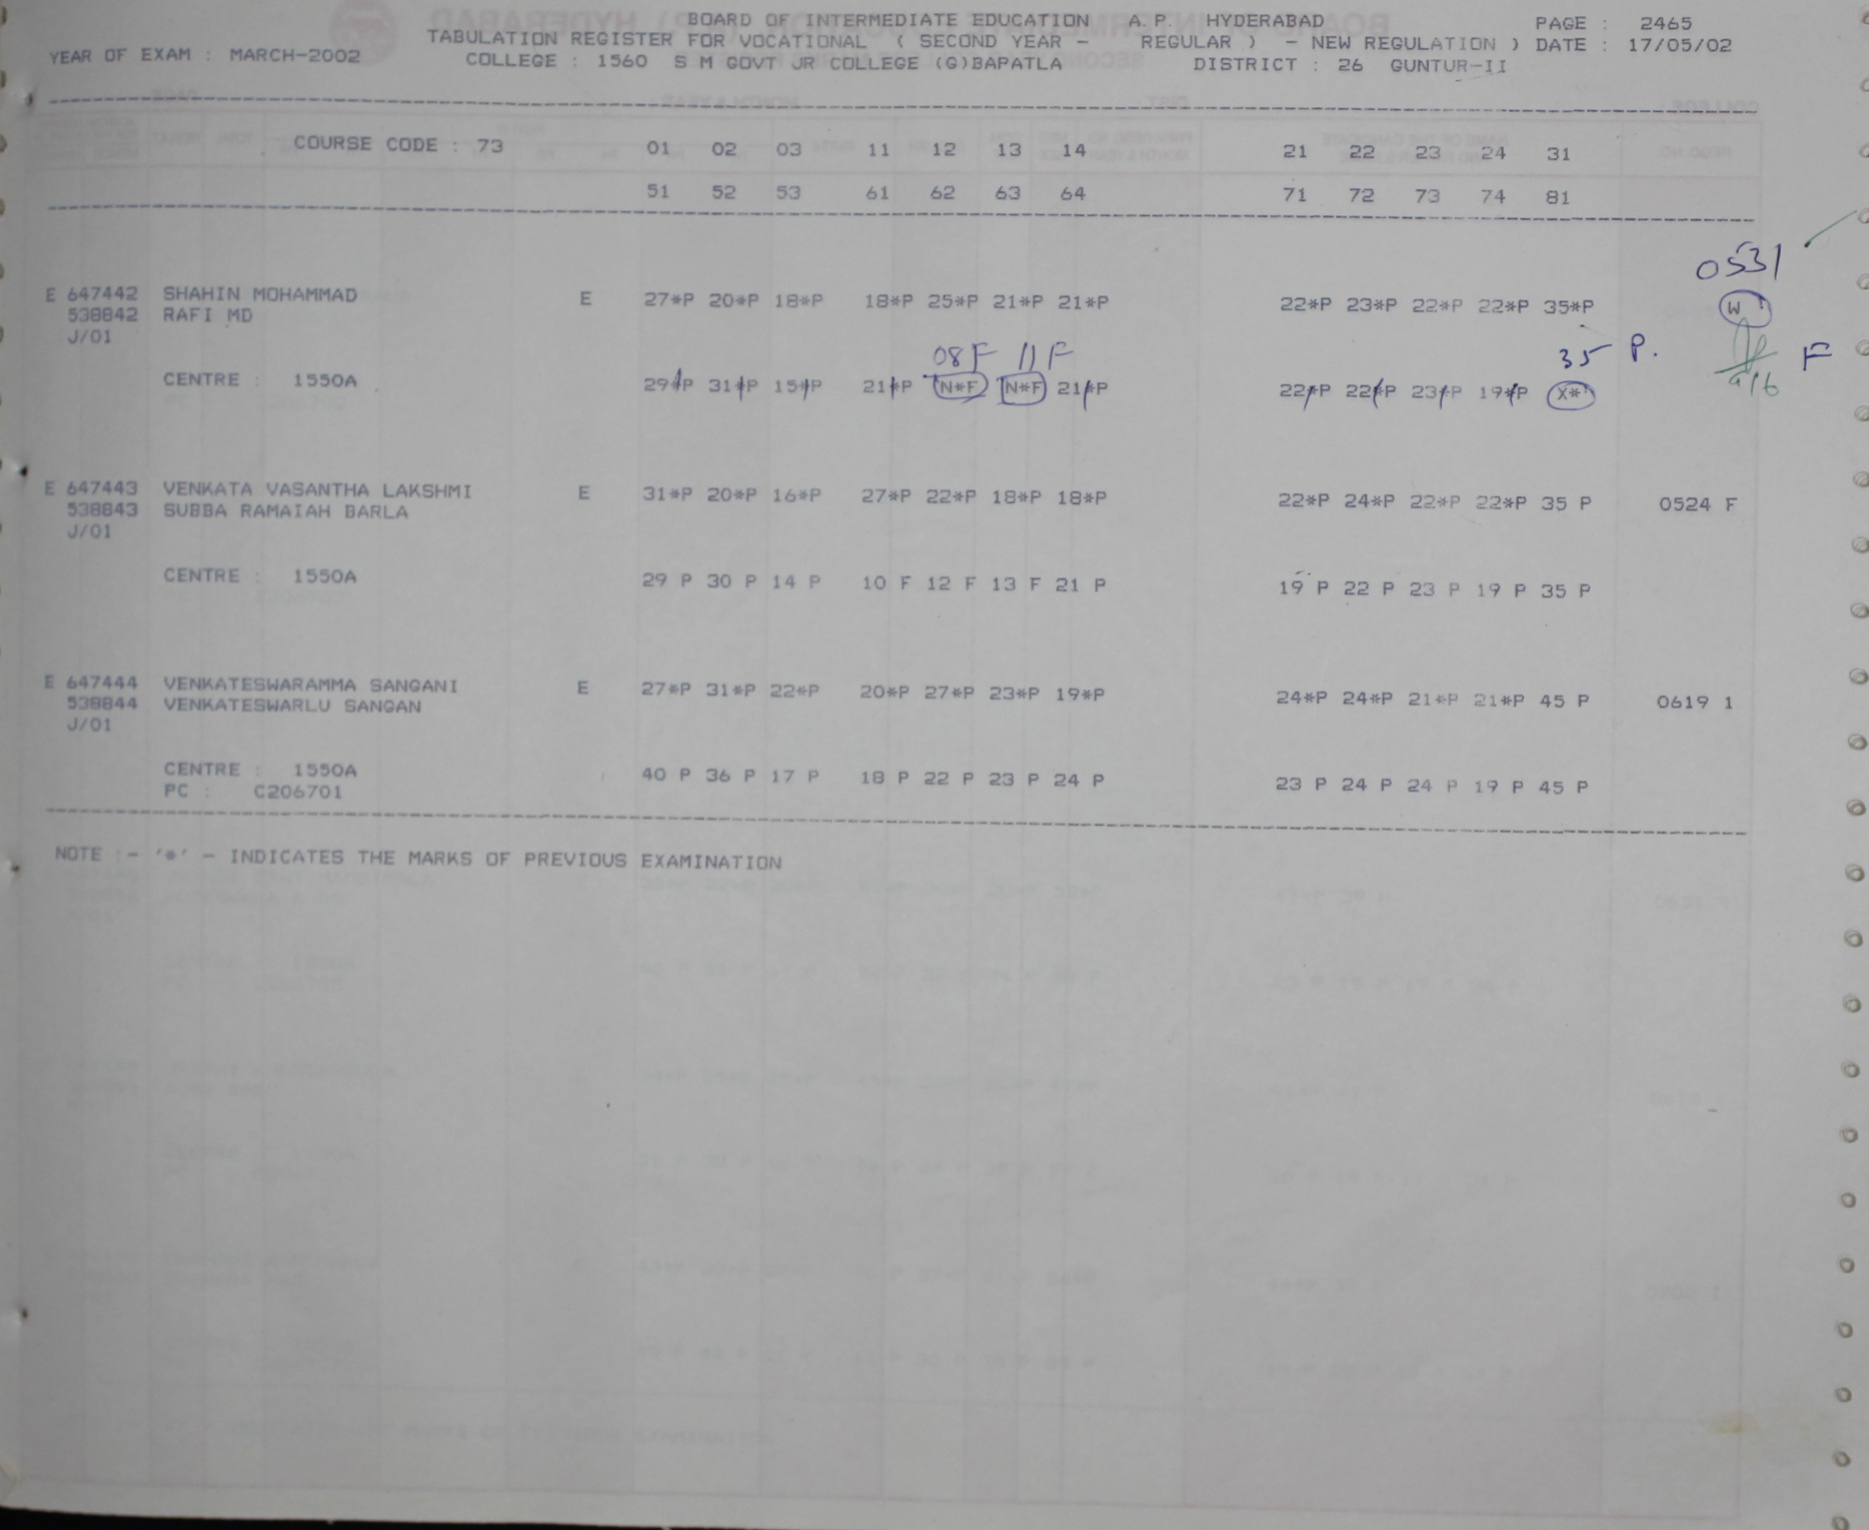 BOARD OF INTERMEDIATE EDUCATION A.P. HYDERABAD PAGE : 2465
TABULATION REGISTER FOR VOCATIONAL ( SECOND YEAR - REGULAR ) - NEW REGULATION ) DATE : 17/05/02
YEAR OF EXAM : MARCH-2002 COLLEGE : 1560 S M GOVT JR COLLEGE (G)BAPATLA DISTRICT : 26 GUNTUR-II
COURSE CODE : 73 01 02 03 11 12 13 14 21 22 23 24 31
51 52 53 61 62 63 64 71 72 73 74 81
0531
E 647442 SHAHIN MOHAMMAD E 27*P 20*P 18*P 18*P 25*P 21*P 21*P 22*P 23*P 22*P 22*P 35*P W
538842 RAFI MD
J/01
08F 11F 35 P. F
CENTRE : 1550A 29*P 31*P 15*P 21*P N*F N*F 21*P 22*P 22*P 23*P 19*P X*
E 647443 VENKATA VASANTHA LAKSHMI E 31*P 20*P 16*P 27*P 22*P 18*P 18*P 22*P 24*P 22*P 22*P 35 P 0524 F
538843 SUBBA RAMAIAH BARLA
J/01
CENTRE : 1550A 29 P 30 P 14 P 10 F 12 F 13 F 21 P 19 P 22 P 23 P 19 P 35 P
E 647444 VENKATESWARAMMA SANGANI E 27*P 31*P 22*P 20*P 27*P 23*P 19*P 24*P 24*P 21*P 21*P 45 P 0619 1
538844 VENKATESWARLU SANGAN
J/01
CENTRE : 1550A 40 P 36 P 17 P 18 P 22 P 23 P 24 P 23 P 24 P 24 P 19 P 45 P
PC : C206701
NOTE :- '*' - INDICATES THE MARKS OF PREVIOUS EXAMINATION